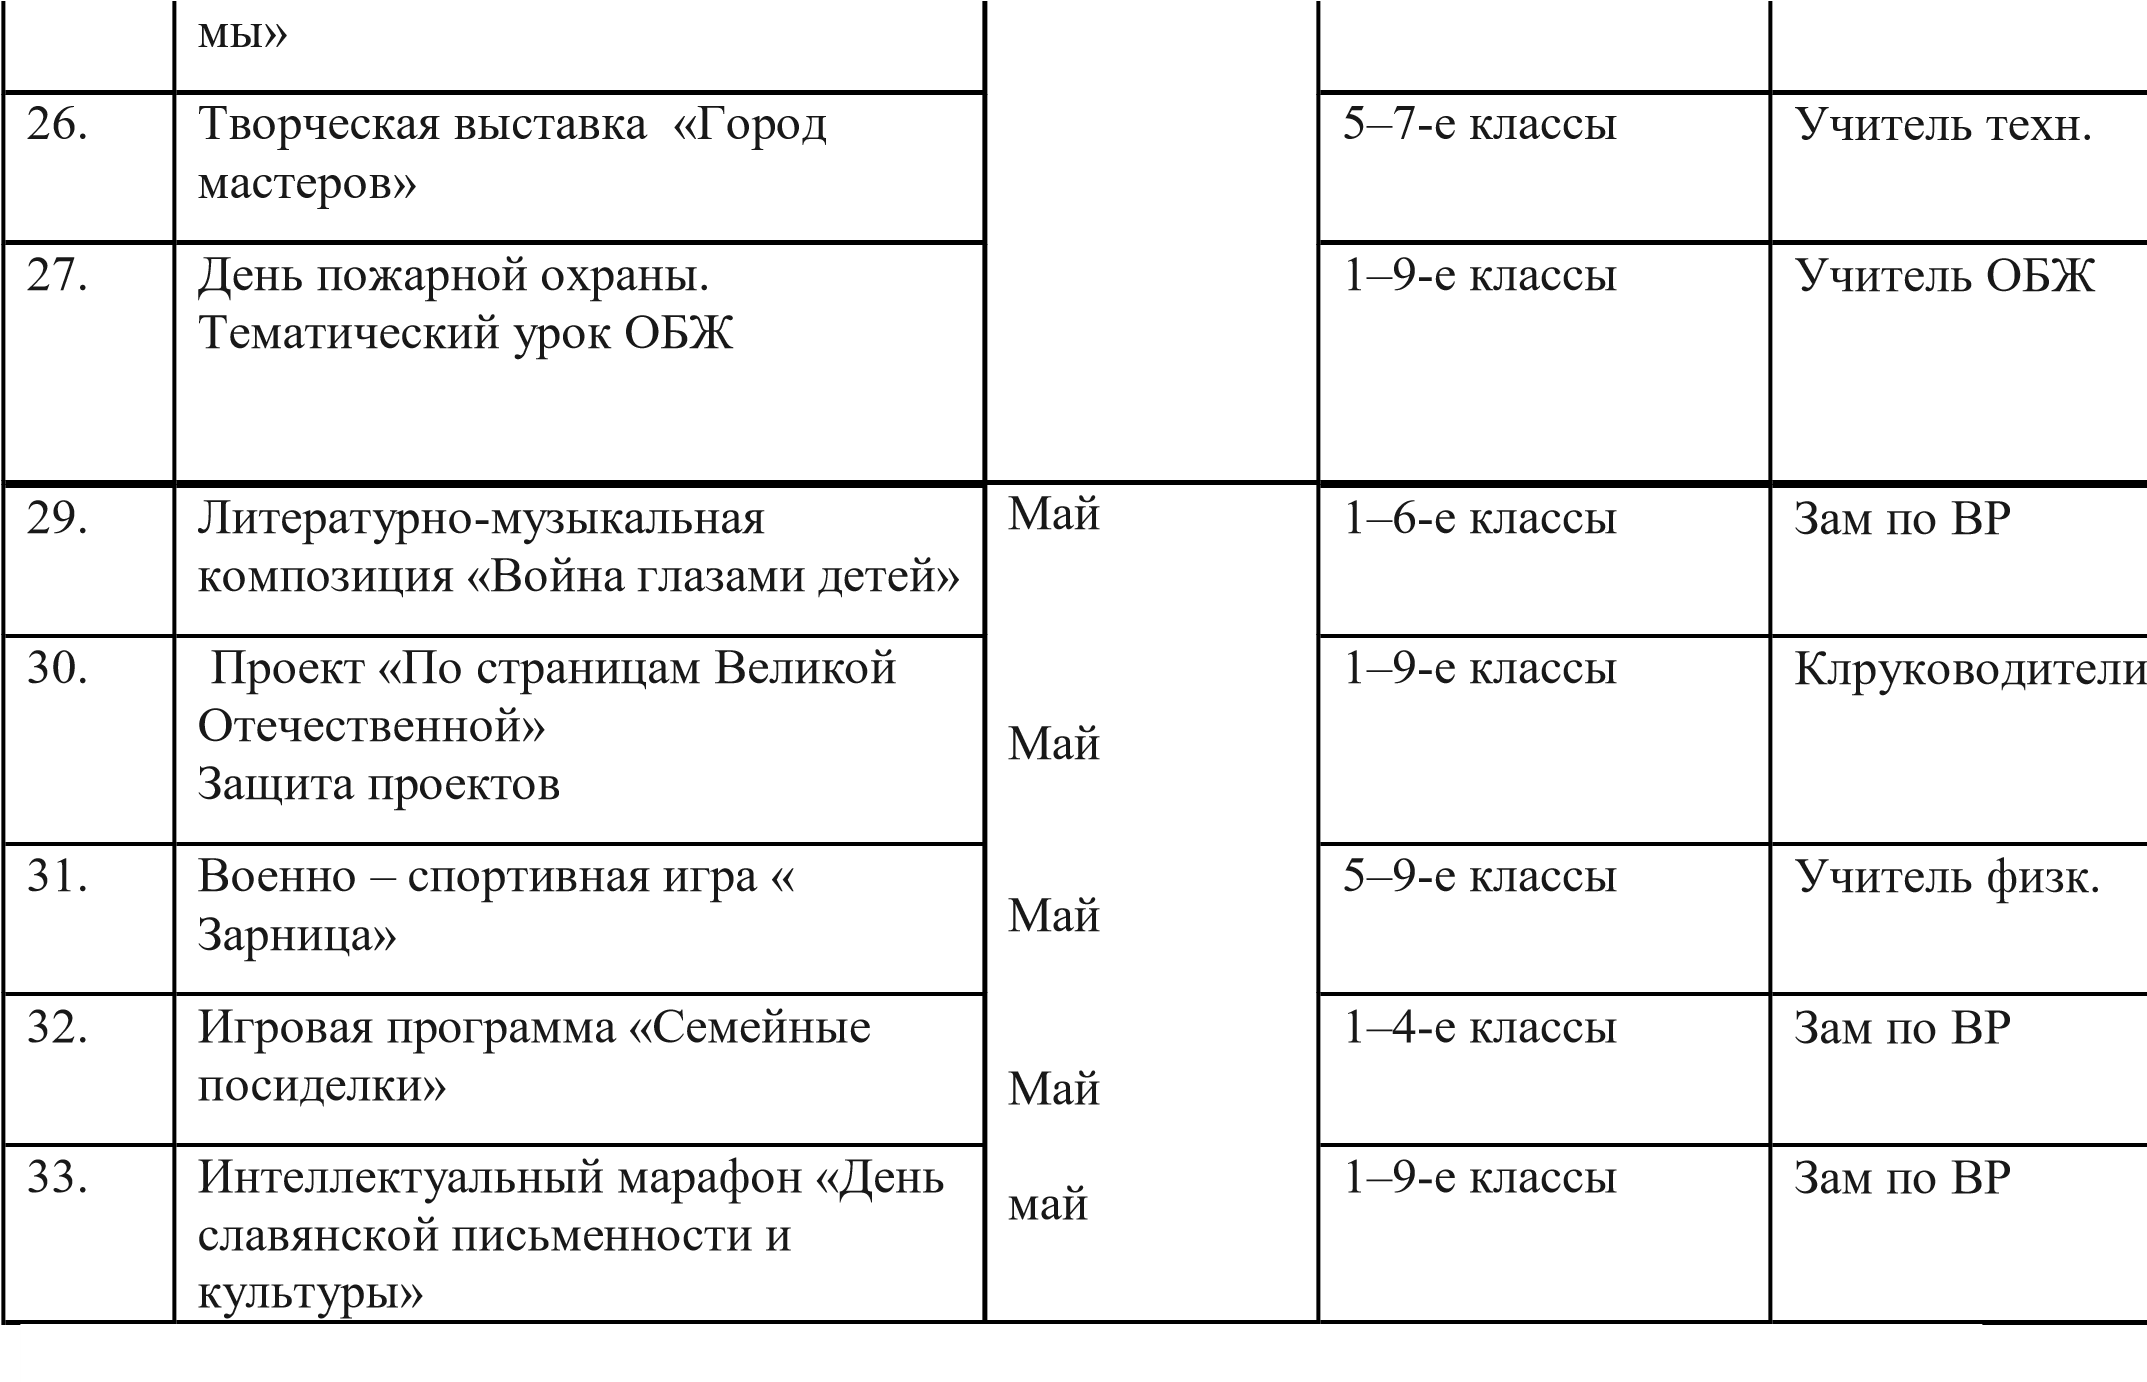 мы»
26.
Творческая выставка  «Город
мастеров»
5–7-е классы
Учитель техн.
27.
День пожарной охраны.
Тематический урок ОБЖ
1–9-е классы
Учитель ОБЖ
29.
Литературно-музыкальная
композиция «Война глазами детей»
Май
1–6-е классы
Зам по ВР
30.
Проект «По страницам Великой
Отечественной»
Защита проектов
Май
1–9-е классы
Клруководители
31.
Военно – спортивная игра «
Зарница»
Май
5–9-е классы
Учитель физк.
32.
Игровая программа «Семейные
посиделки»
Май
1–4-е классы
Зам по ВР
33.
Интеллектуальный марафон «День
славянской письменности и
культуры»
май
1–9-е классы
Зам по ВР